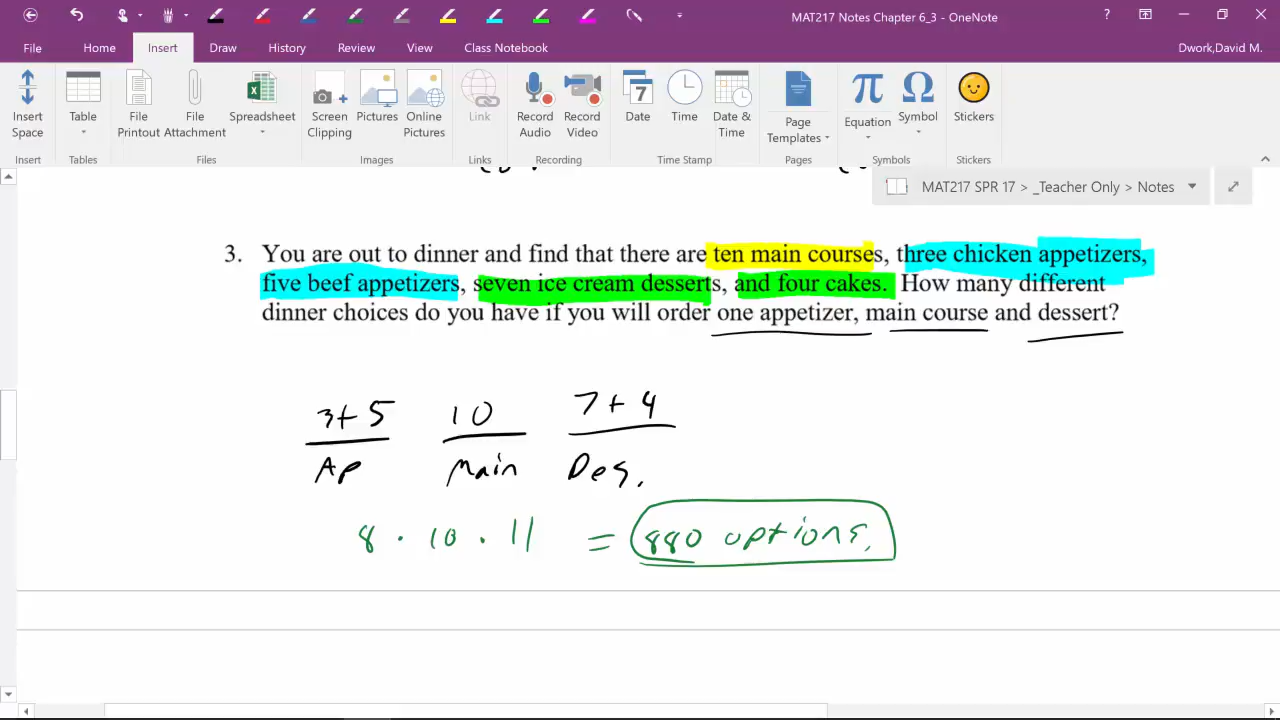 MAT217 Notes Chapter 6_3 - OneNote
?
File Home Insert Draw History Review View Class Notebook Dwork,David M.
Insert Space
Table
File Printout
File Attachment
Spreadsheet
Screen Clipping
Pictures
Online Pictures
Link
Record Audio
Record Video
7
Date
Time
Date & Time
Page Templates
π
Equation
Ω
Symbol
Stickers
Insert Tables Files Images Links Recording Time Stamp Pages Symbols Stickers
MAT217 SPR 17 > _Teacher Only > Notes
3. You are out to dinner and find that there are ten main courses, three chicken appetizers,
five beef appetizers, seven ice cream desserts, and four cakes. How many different
dinner choices do you have if you will order one appetizer, main course and dessert?
3+5 10 7+4
Ap Main Des.
8 · 10 · 11 = 880 options.